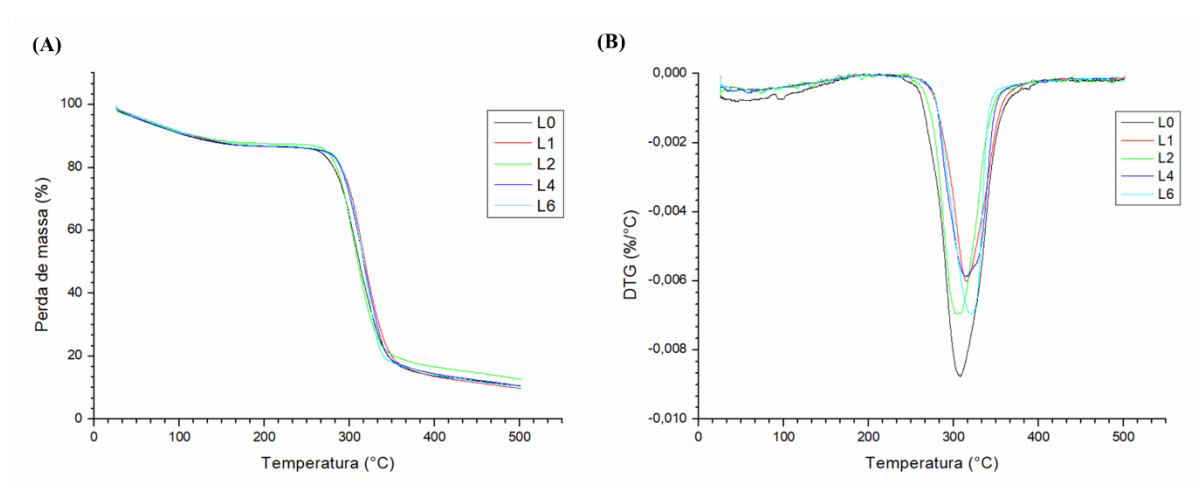 (A)
Perda de massa (%)
100
80
60
40
20
0
0 100 200 300 400 500
Temperatura (°C)
L0
L1
L2
L4
L6
(B)
DTG (%/°C)
0,000
-0,002
-0,004
-0,006
-0,008
-0,010
0 100 200 300 400 500
Temperatura (°C)
L0
L1
L2
L4
L6